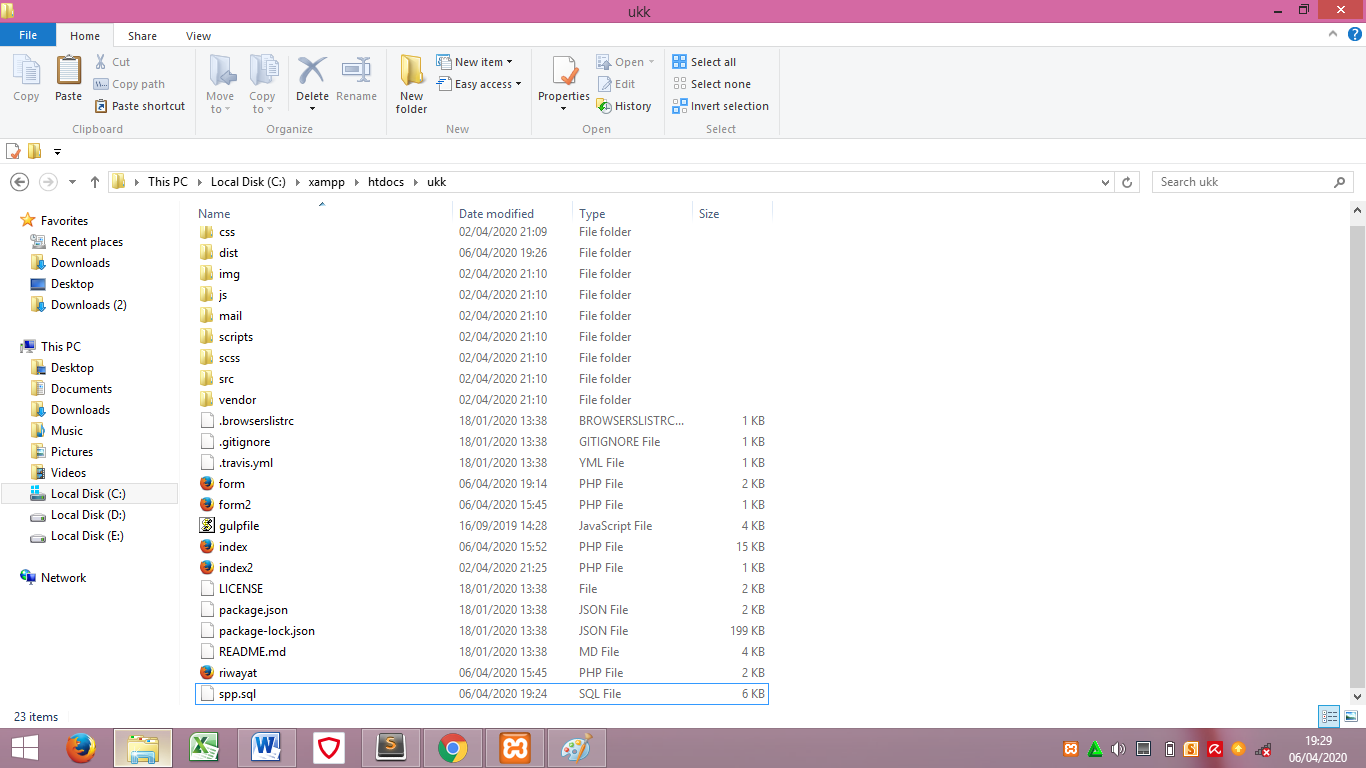 ukk
File Home Share View
Copy
Paste
Cut
Copy path
Paste shortcut
Clipboard
Move to
Copy to
Delete
Rename
Organize
New folder
New item
Easy access
New
Properties
Open
Edit
History
Open
Select all
Select none
Invert selection
Select
This PC Local Disk (C:) xampp htdocs ukk
Search ukk
Favorites
Recent places
Downloads
Desktop
Downloads (2)
This PC
Desktop
Documents
Downloads
Music
Pictures
Videos
Local Disk (C:)
Local Disk (D:)
Local Disk (E:)
Network
Name Date modified Type Size
css 02/04/2020 21:09 File folder
dist 06/04/2020 19:26 File folder
img 02/04/2020 21:10 File folder
js 02/04/2020 21:10 File folder
mail 02/04/2020 21:10 File folder
scripts 02/04/2020 21:10 File folder
scss 02/04/2020 21:10 File folder
src 02/04/2020 21:10 File folder
vendor 02/04/2020 21:10 File folder
.browserslistrc 18/01/2020 13:38 BROWSERSLISTRC... 1 KB
.gitignore 18/01/2020 13:38 GITIGNORE File 1 KB
.travis.yml 18/01/2020 13:38 YML File 1 KB
form 06/04/2020 19:14 PHP File 2 KB
form2 06/04/2020 15:45 PHP File 2 KB
gulpfile 16/09/2019 14:28 JavaScript File 4 KB
index 06/04/2020 15:52 PHP File 15 KB
index2 02/04/2020 21:25 PHP File 1 KB
LICENSE 18/01/2020 13:38 File 2 KB
package.json 18/01/2020 13:38 JSON File 2 KB
package-lock.json 18/01/2020 13:38 JSON File 199 KB
README.md 18/01/2020 13:38 MD File 4 KB
riwayat 06/04/2020 15:45 PHP File 2 KB
spp.sql 06/04/2020 19:24 SQL File 6 KB
23 items
19:29
06/04/2020